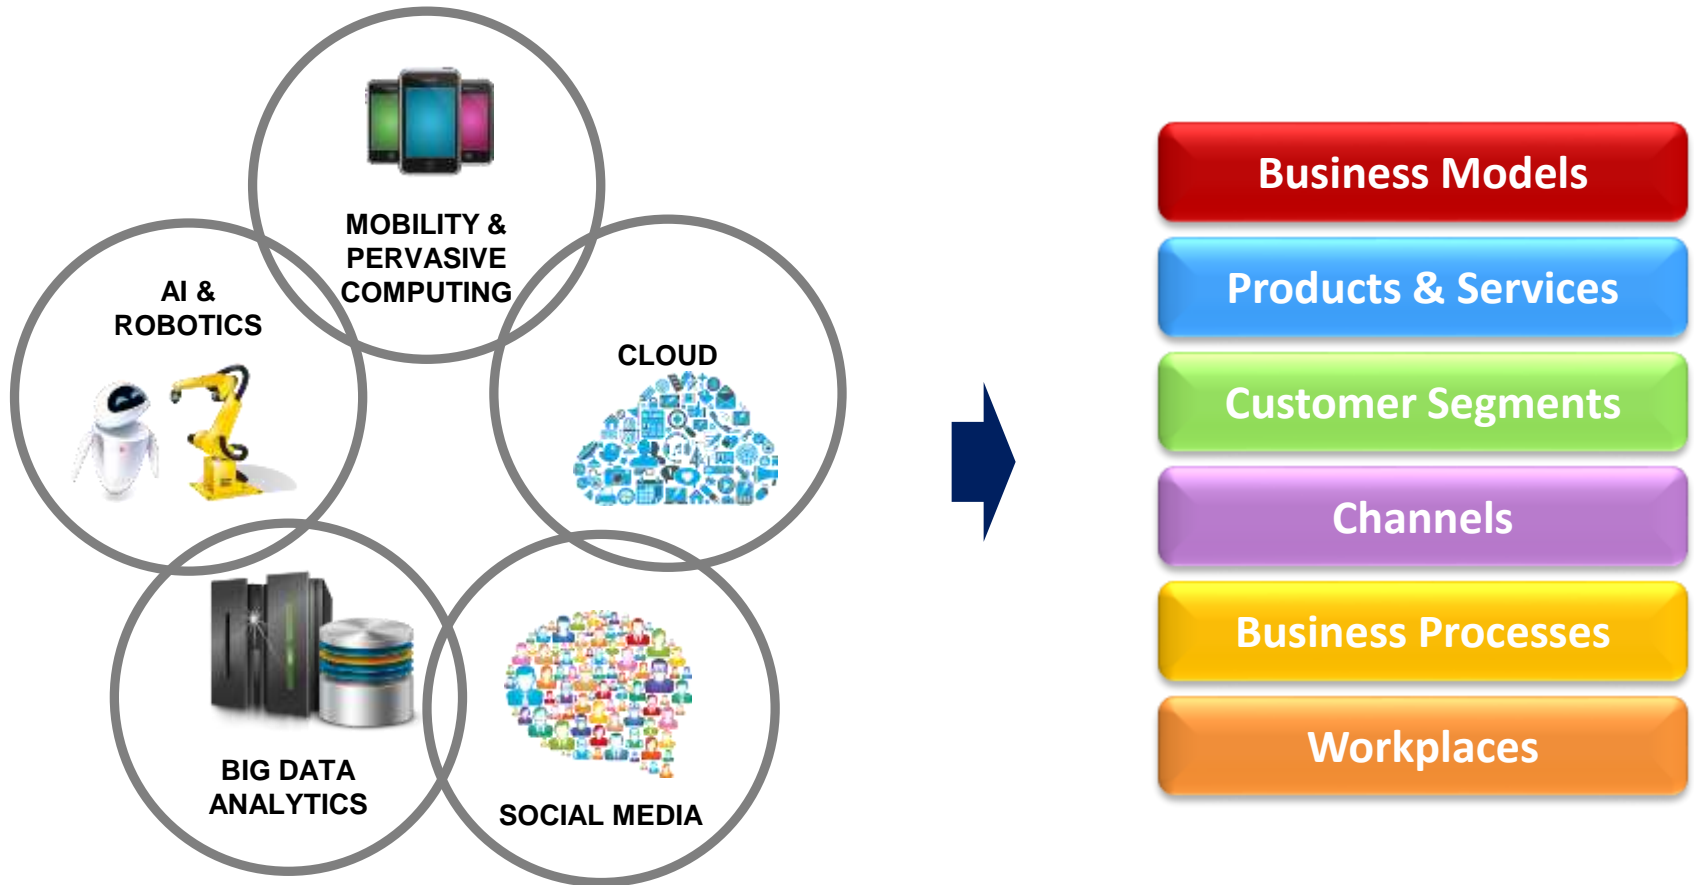 MOBILITY &
PERVASIVE
COMPUTING
AI &
ROBOTICS
CLOUD
BIG DATA
ANALYTICS
SOCIAL MEDIA
Business Models
Products & Services
Customer Segments
Channels
Business Processes
Workplaces